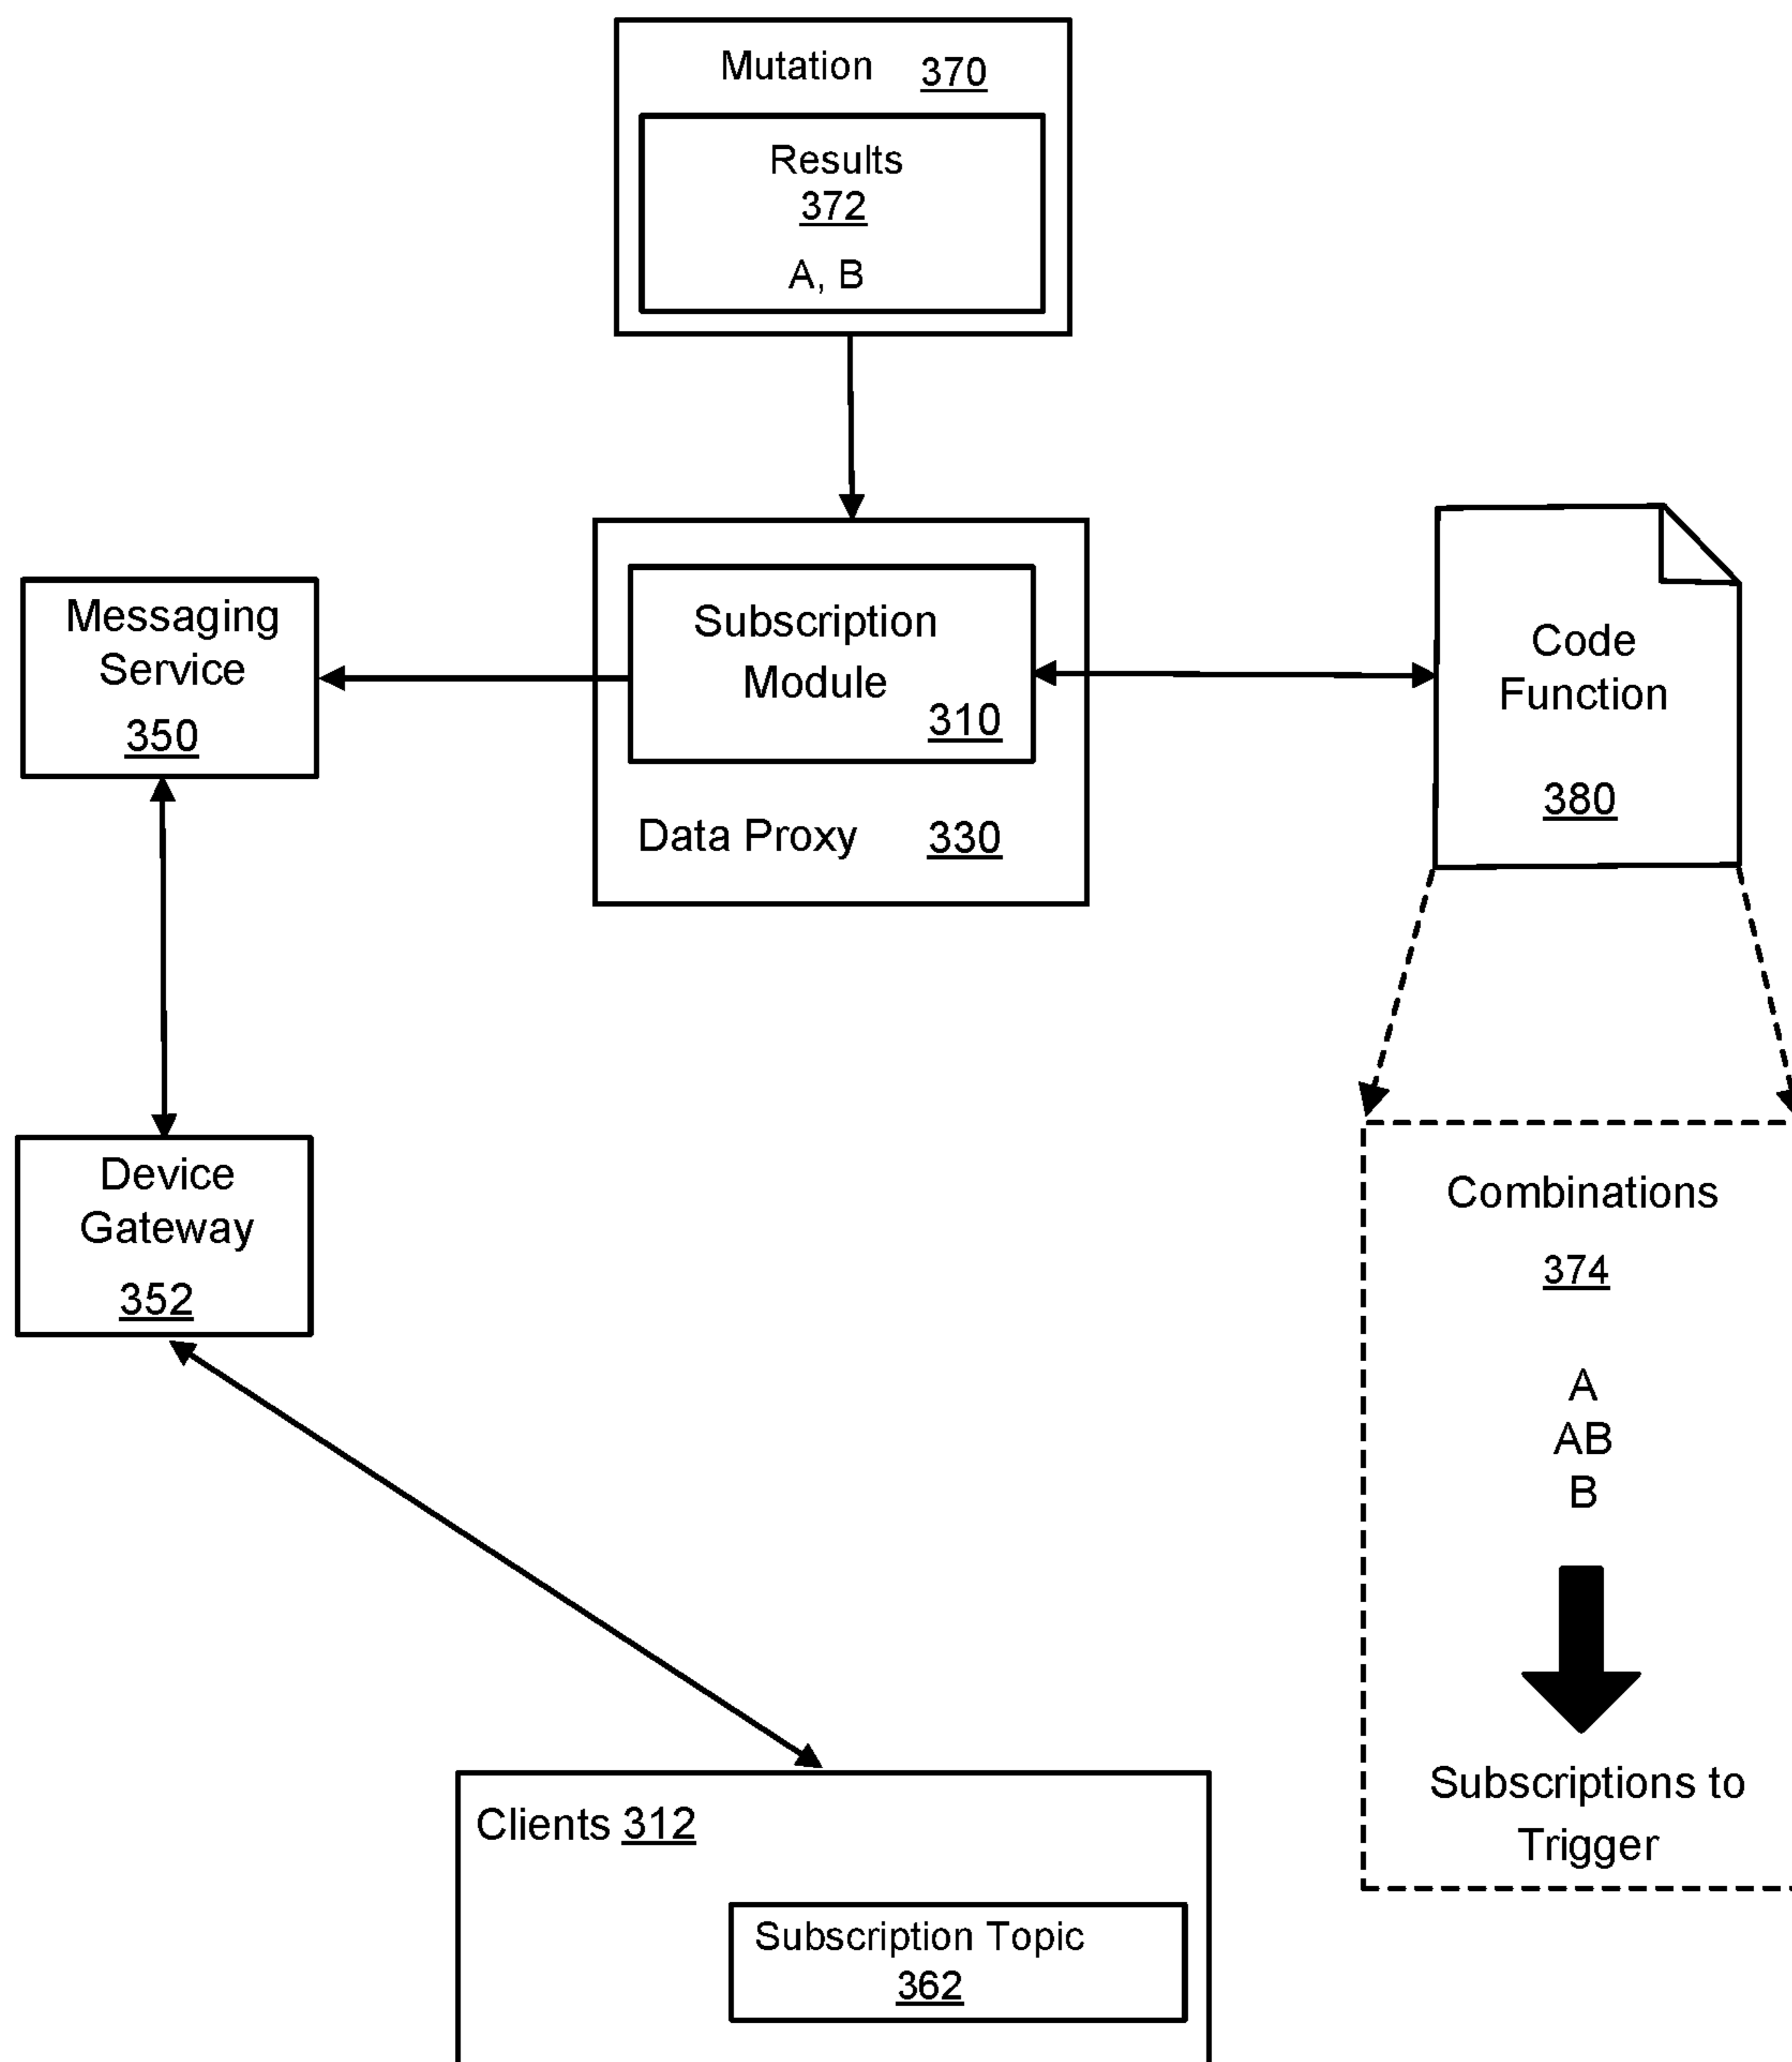 Mutation 370
Results
372
A, B
Messaging
Service
350
Subscription
Module
310
Data Proxy 330
Code
Function
380
Device
Gateway
352
Combinations
374
A
AB
B
Subscriptions to
Trigger
Clients 312
Subscription Topic
362